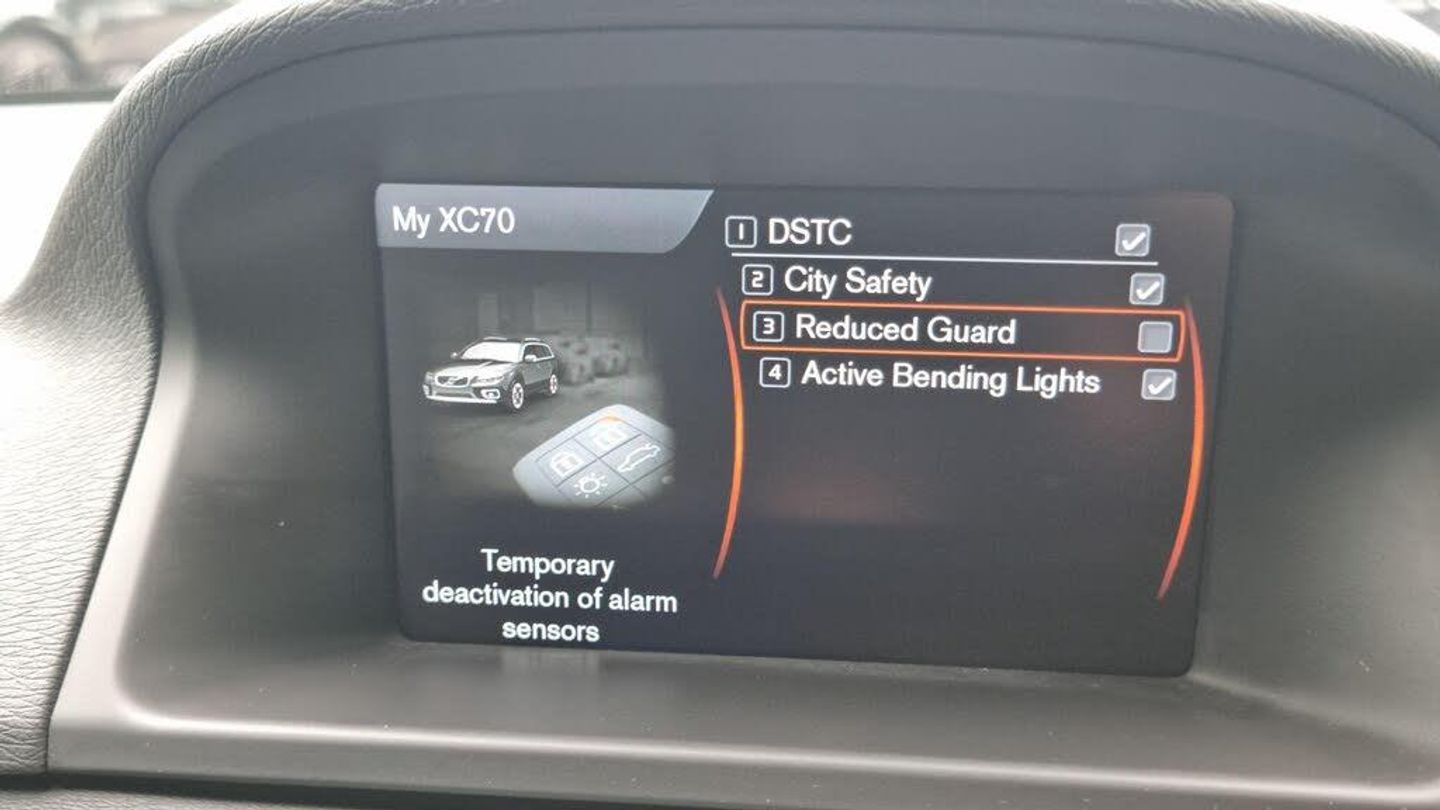 My XC70
1 DSTC
2 City Safety
3 Reduced Guard
4 Active Bending Lights
Temporary
deactivation of alarm
sensors